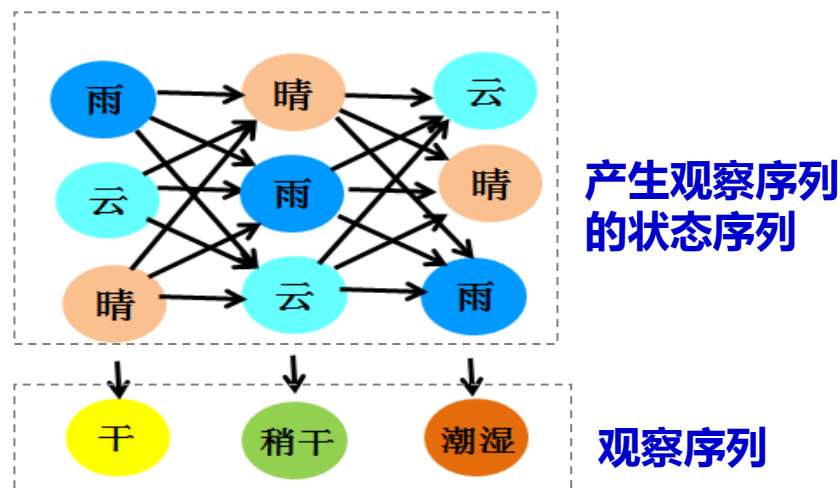 雨 晴 云
云 雨 晴
晴 云 雨
产生观察序列
的状态序列
干 稍干 潮湿
观察序列